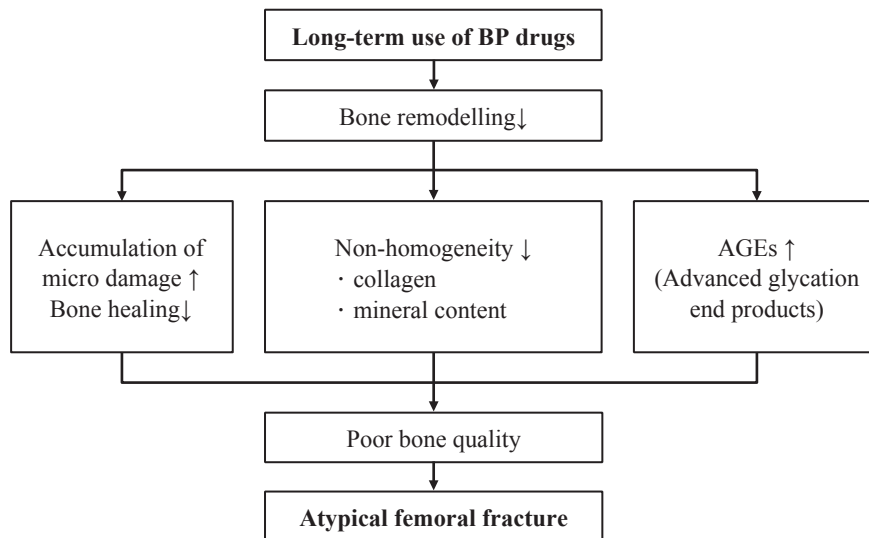 Long-term use of BP drugs
Bone remodelling↓
Accumulation of
micro damage ↑
Bone healing↓
Non-homogeneity ↓
・collagen
・mineral content
AGEs ↑
(Advanced glycation
end products)
Poor bone quality
Atypical femoral fracture